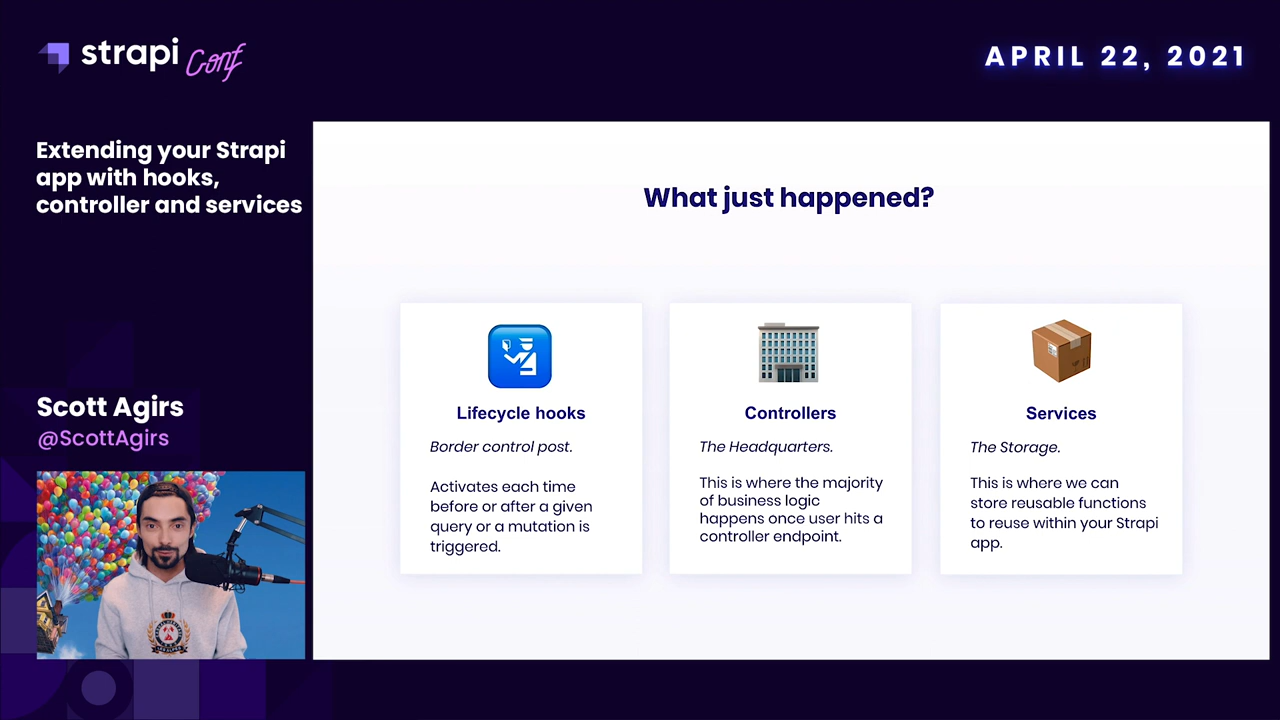 strapi Conf
APRIL 22, 2021
Extending your Strapi
app with hooks,
controller and services
Scott Agirs
@ScottAgirs
What just happened?
Lifecycle hooks
Border control post.
Activates each time
before or after a given
query or a mutation is
triggered.
Controllers
The Headquarters.
This is where the majority
of business logic
happens once user hits a
controller endpoint.
Services
The Storage.
This is where we can
store reusable functions
to reuse within your Strapi
app.